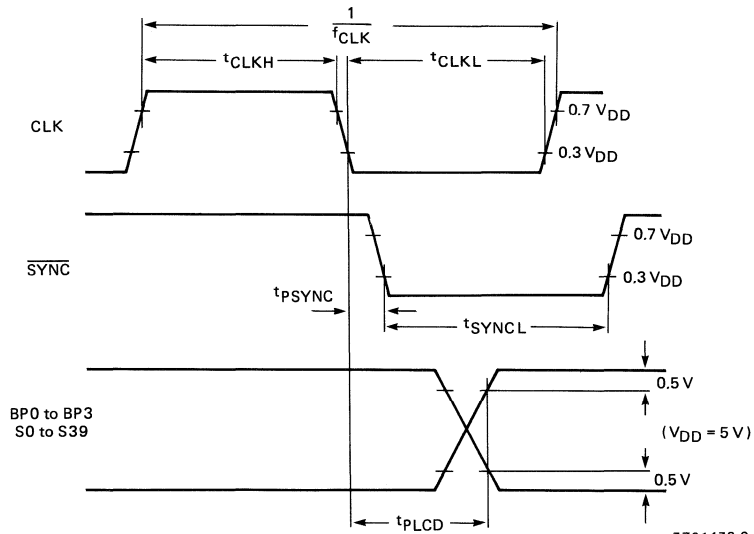 1
fCLK
tCLKH
tCLKL
CLK
0.7 VDD
0.3 VDD
SYNC
0.7 VDD
0.3 VDD
tPSYNC
tSYNCL
BP0 to BP3
S0 to S39
0.5 V
(VDD = 5 V)
0.5 V
tPLCD